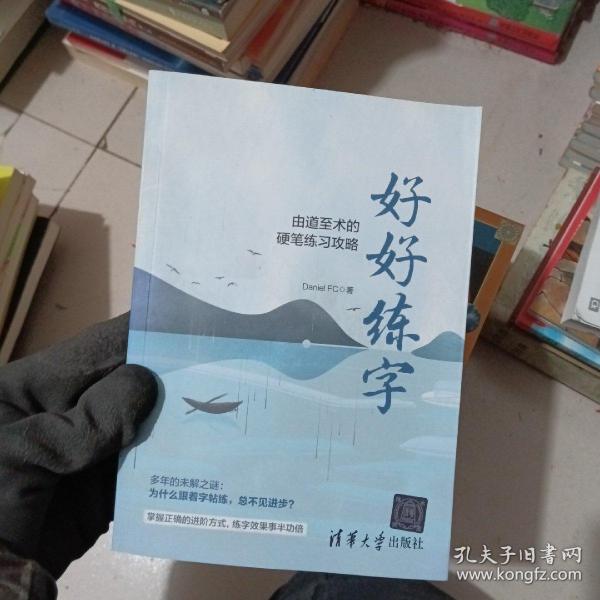 好好练字
由道至术的
硬笔练习攻略
Daniel FC◎著
多年的未解之谜：
为什么跟着字帖练，总不见进步？
掌握正确的进阶方式，练字效果事半功倍
清华大学出版社
孔夫子旧书网
www.kongfz.com